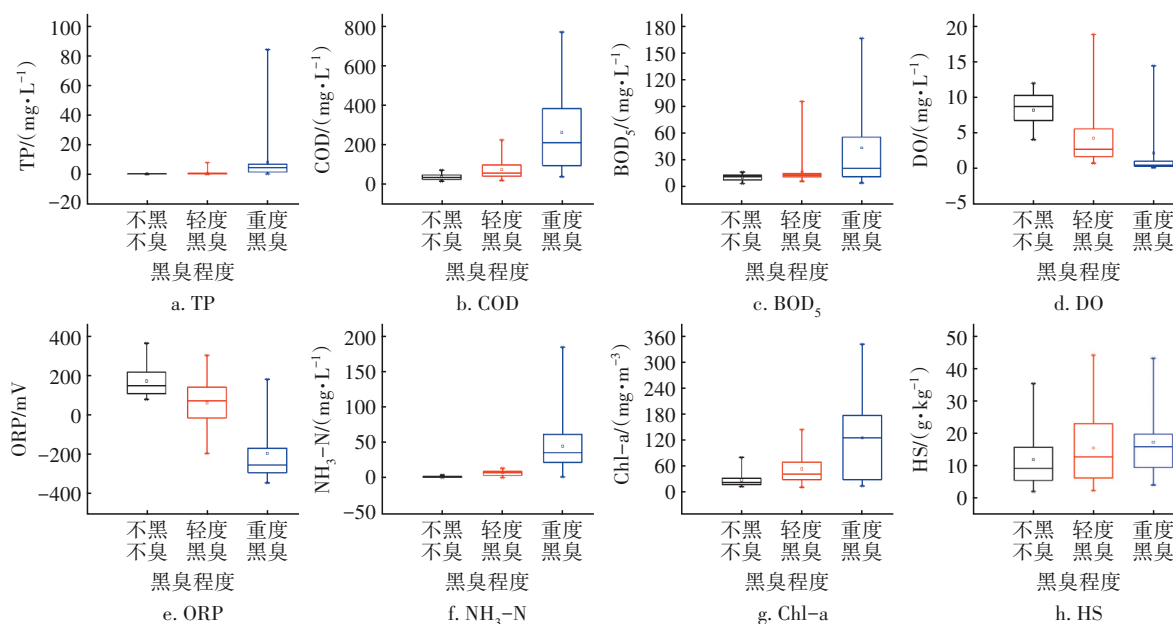 TP/(mg·L⁻¹)
100
80
60
40
20
0
−20
不黑 轻度 重度
不臭 黑臭 黑臭
黑臭程度
a. TP
COD/(mg·L⁻¹)
800
600
400
200
0
不黑 轻度 重度
不臭 黑臭 黑臭
黑臭程度
b. COD
BOD₅/(mg·L⁻¹)
180
150
120
90
60
30
0
不黑 轻度 重度
不臭 黑臭 黑臭
黑臭程度
c. BOD₅
DO/(mg·L⁻¹)
20
15
10
5
0
−5
不黑 轻度 重度
不臭 黑臭 黑臭
黑臭程度
d. DO
ORP/mV
400
200
0
−200
−400
不黑 轻度 重度
不臭 黑臭 黑臭
黑臭程度
e. ORP
NH₃−N/(mg·L⁻¹)
200
150
100
50
0
−50
不黑 轻度 重度
不臭 黑臭 黑臭
黑臭程度
f. NH₃−N
Chl−a/(mg·m⁻³)
360
300
240
180
120
60
0
不黑 轻度 重度
不臭 黑臭 黑臭
黑臭程度
g. Chl−a
HS/(g·kg⁻¹)
50
40
30
20
10
0
不黑 轻度 重度
不臭 黑臭 黑臭
黑臭程度
h. HS